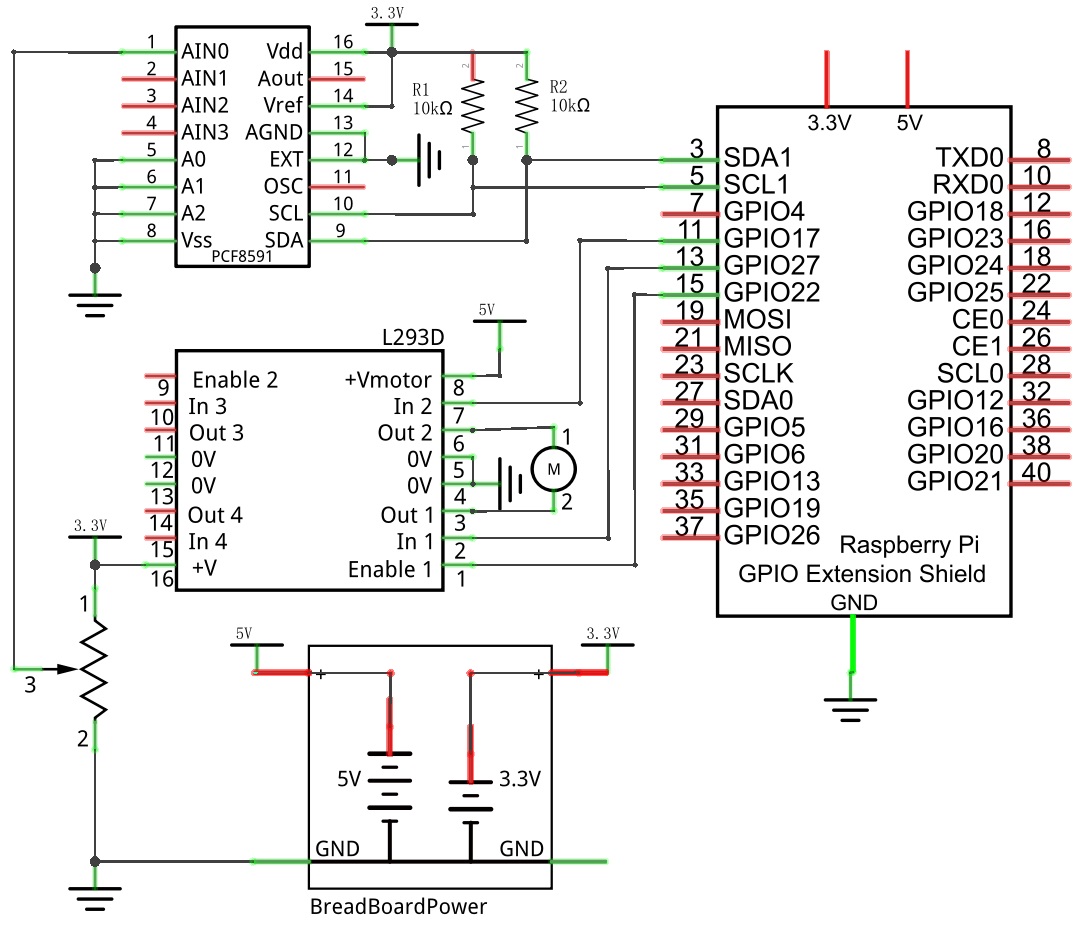 3.3V
1 AIN0 Vdd 16
2 AIN1 Aout 15
3 AIN2 Vref 14
4 AIN3 AGND 13
5 A0 EXT 12
6 A1 OSC 11
7 A2 SCL 10
8 Vss SDA 9
PCF8591
2
R1
10kΩ
1
2
R2
10kΩ
1
3.3V 5V
3 SDA1 TXD0 8
5 SCL1 RXD0 10
7 GPIO4 GPIO18 12
11 GPIO17 GPIO23 16
13 GPIO27 GPIO24 18
15 GPIO22 GPIO25 22
19 MOSI CE0 24
21 MISO CE1 26
23 SCLK SCL0 28
27 SDA0 GPIO12 32
29 GPIO5 GPIO16 36
31 GPIO6 GPIO20 38
33 GPIO13 GPIO21 40
35 GPIO19
37 GPIO26
Raspberry Pi
GPIO Extension Shield
GND
5V
L293D
9 Enable 2 +Vmotor 8
10 In 3 In 2 7
11 Out 3 Out 2 6
12 0V 0V 5
13 0V 0V 4
14 Out 4 Out 1 3
15 In 4 In 1 2
16 +V Enable 1 1
1
M
2
3.3V
1
3
2
5V
3.3V
+ +
5V 3.3V
GND GND
BreadBoardPower